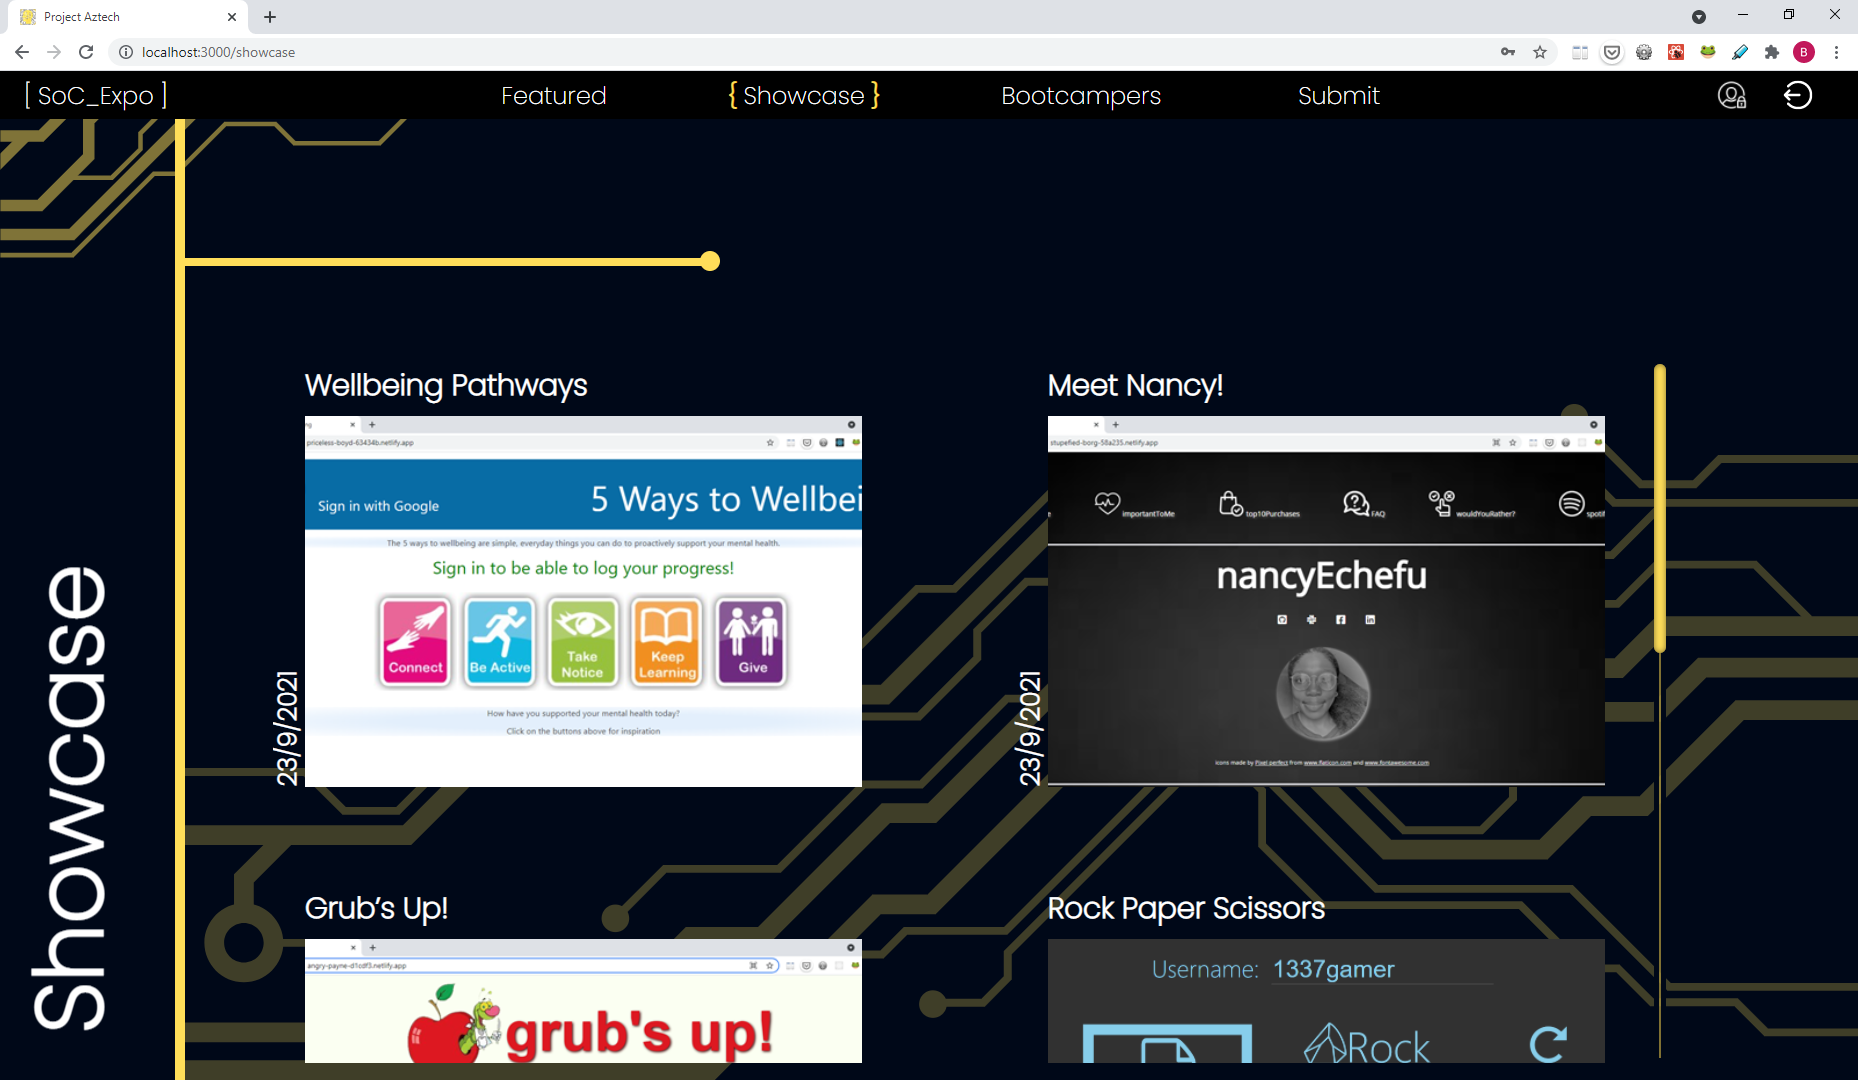 Project Aztech
localhost:3000/showcase
B
[ SoC_Expo ]
Featured
{ Showcase }
Bootcampers
Submit
Showcase
Wellbeing Pathways
23/9/2021
priceless-boyd-63434b.netlify.app
Sign in with Google
5 Ways to Wellbei
The 5 ways to wellbeing are simple, everyday things you can do to proactively support your mental health.
Sign in to be able to log your progress!
Connect
Be Active
Take Notice
Keep Learning
Give
How have you supported your mental health today?
Click on the buttons above for inspiration
Meet Nancy!
23/9/2021
stupefied-borg-58a235.netlify.app
importantToMe
top10Purchases
FAQ
wouldYouRather?
spotif
nancyEchefu
Icons made by Pixel perfect from www.flaticon.com and www.fontawesome.com
Grub's Up!
angry-payne-d1cdf3.netlify.app
grub's up!
Rock Paper Scissors
Username: 1337gamer
Rock